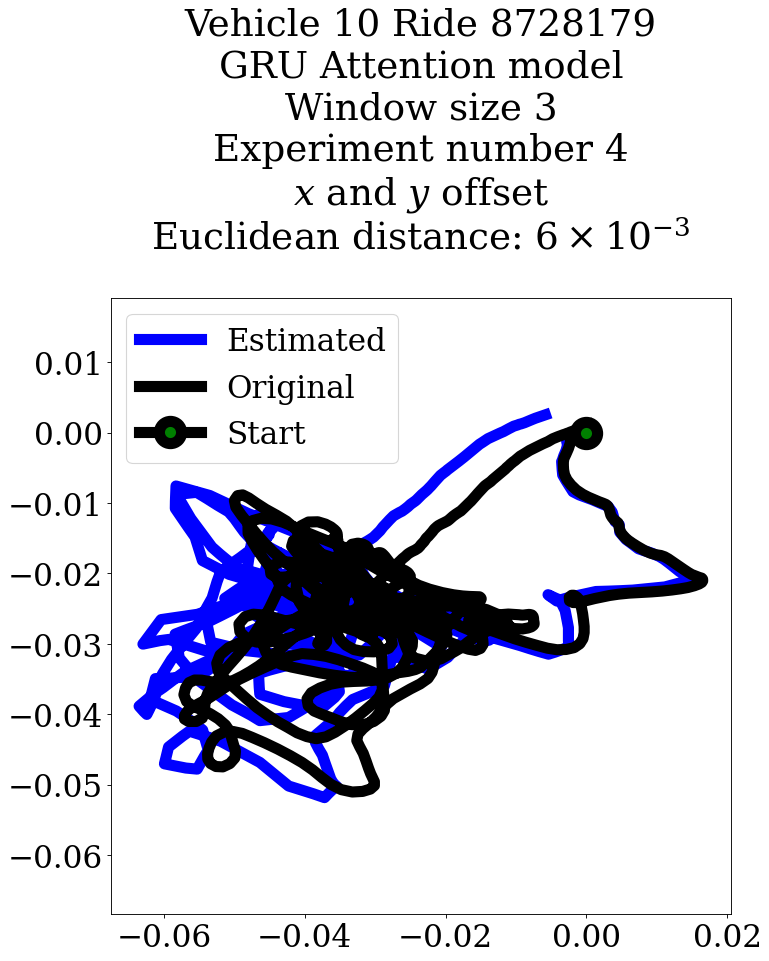 Vehicle 10 Ride 8728179
GRU Attention model
Window size 3
Experiment number 4
x and y offset
Euclidean distance: 6 × 10⁻³
Estimated
Original
Start
0.01
0.00
−0.01
−0.02
−0.03
−0.04
−0.05
−0.06
−0.06 −0.04 −0.02 0.00 0.02